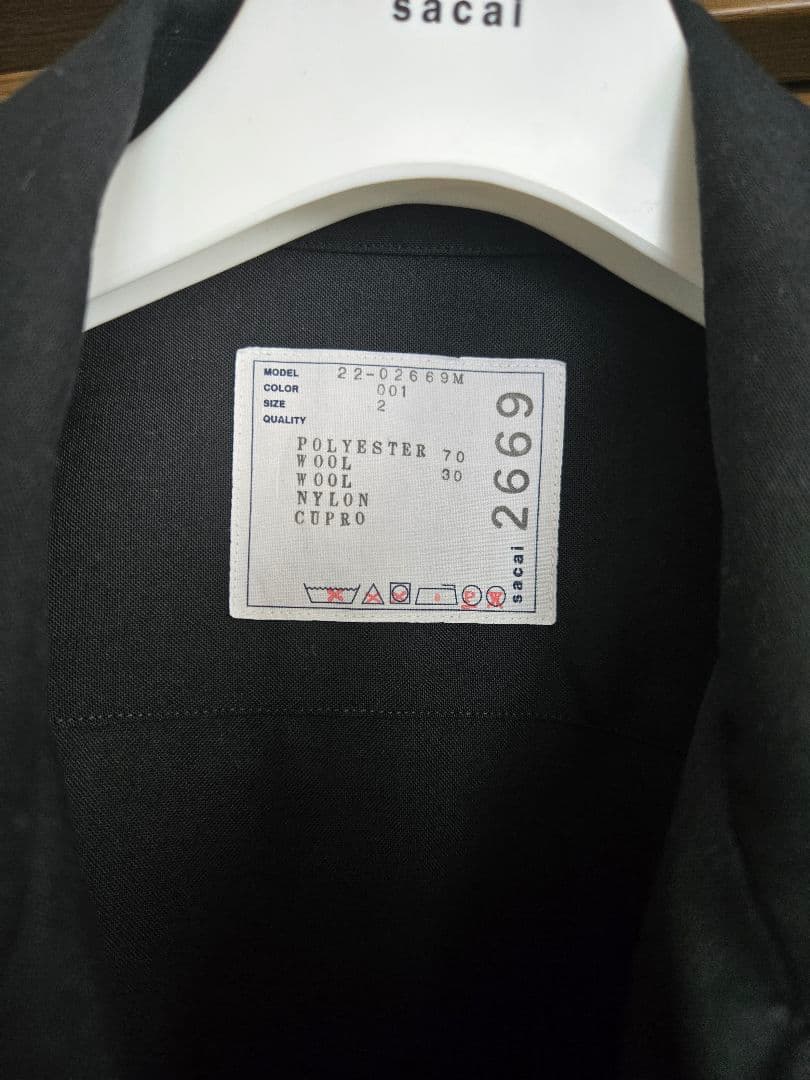 sacai
MODEL 22-02669M
COLOR 001
SIZE 2
QUALITY
POLYESTER 70
WOOL 30
WOOL
NYLON
CUPRO
P W
sacai 2669